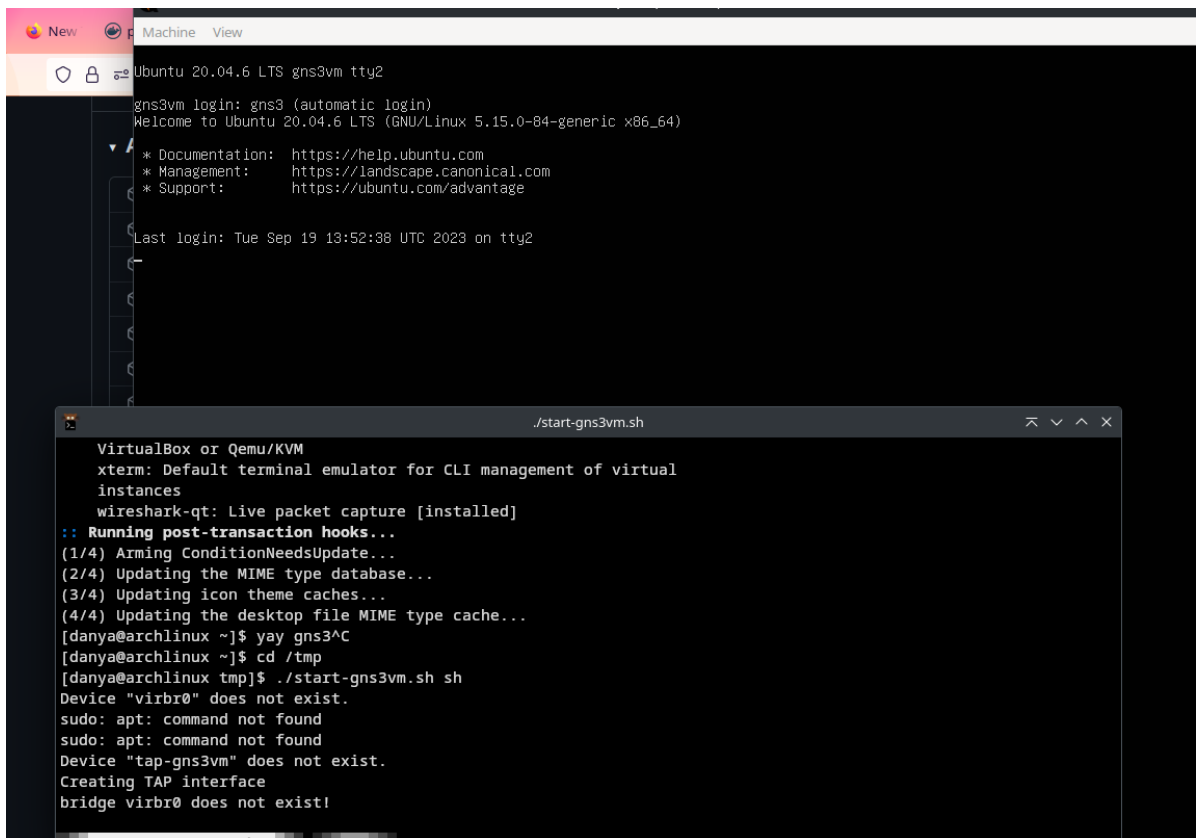 New
Machine View
Ubuntu 20.04.6 LTS gns3vm tty2
gns3vm login: gns3 (automatic login)
Welcome to Ubuntu 20.04.6 LTS (GNU/Linux 5.15.0-84-generic x86_64)
* Documentation: https://help.ubuntu.com
* Management: https://landscape.canonical.com
* Support: https://ubuntu.com/advantage
Last login: Tue Sep 19 13:52:38 UTC 2023 on tty2
./start-gns3vm.sh
VirtualBox or Qemu/KVM
xterm: Default terminal emulator for CLI management of virtual
instances
wireshark-qt: Live packet capture [installed]
:: Running post-transaction hooks...
(1/4) Arming ConditionNeedsUpdate...
(2/4) Updating the MIME type database...
(3/4) Updating icon theme caches...
(4/4) Updating the desktop file MIME type cache...
[danya@archlinux ~]$ yay gns3^C
[danya@archlinux ~]$ cd /tmp
[danya@archlinux tmp]$ ./start-gns3vm.sh sh
Device "virbr0" does not exist.
sudo: apt: command not found
sudo: apt: command not found
Device "tap-gns3vm" does not exist.
Creating TAP interface
bridge virbr0 does not exist!